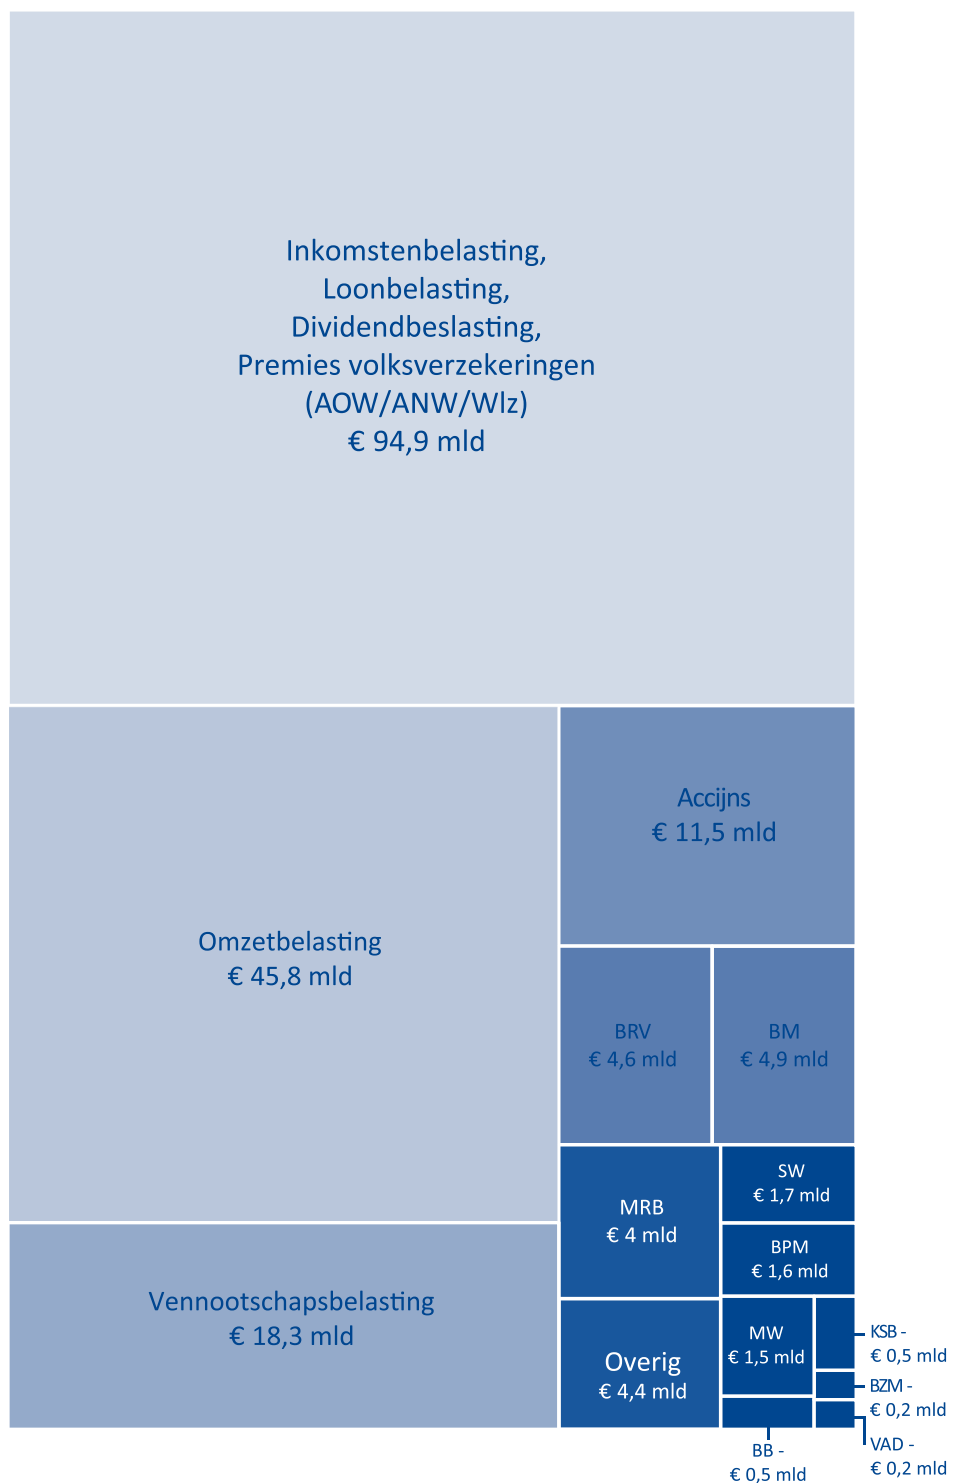 Inkomstenbelasting,
Loonbelasting,
Dividendbeslasting,
Premies volksverzekeringen
(AOW/ANW/Wlz)
€ 94,9 mld
Omzetbelasting
€ 45,8 mld
Accijns
€ 11,5 mld
BRV
€ 4,6 mld
BM
€ 4,9 mld
MRB
€ 4 mld
SW
€ 1,7 mld
BPM
€ 1,6 mld
Vennootschapsbelasting
€ 18,3 mld
Overig
€ 4,4 mld
MW
€ 1,5 mld
KSB -
€ 0,5 mld
BZM -
€ 0,2 mld
VAD -
€ 0,2 mld
BB -
€ 0,5 mld